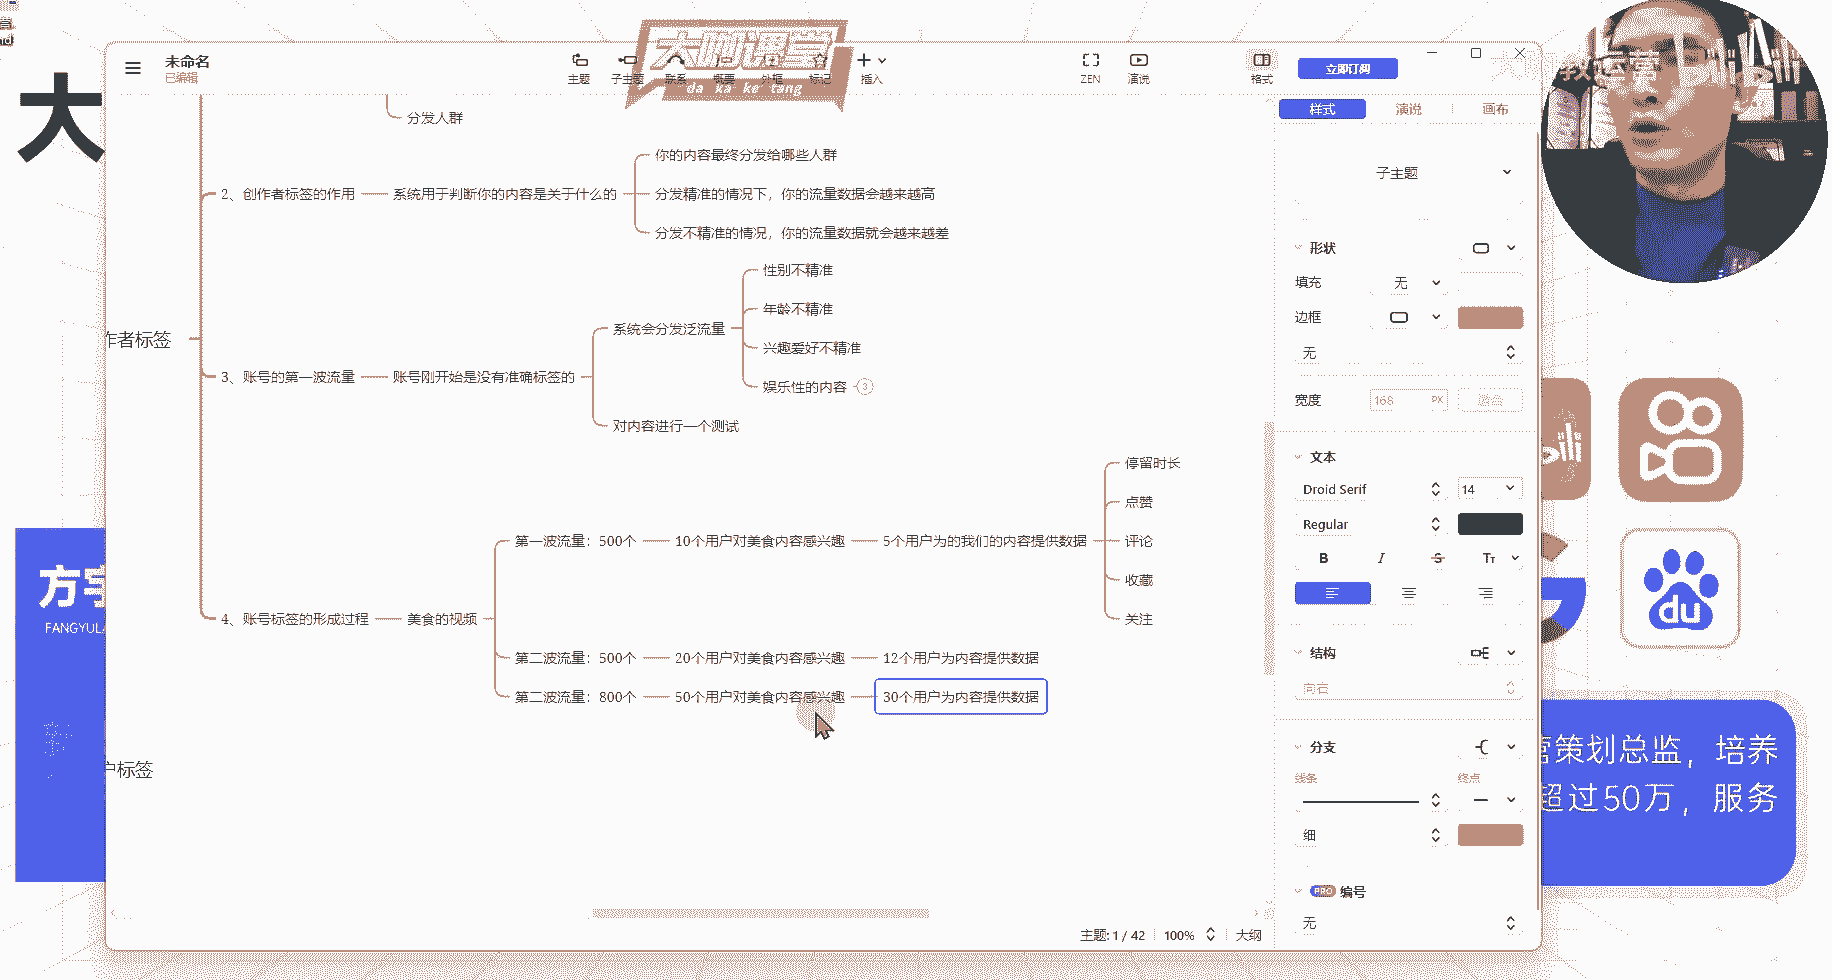 大
未命名
已编辑
主题
子主题
联系
概要
外框
标记
插入
大咖课堂
da ka ke tang
ZEN
演说
格式
立即订阅
运营
样式
演说
画布
分发人群
2、创作者标签的作用
系统用于判断你的内容是关于什么的
你的内容最终分发给哪些人群
分发精准的情况下，你的流量数据会越来越高
分发不精准的情况，你的流量数据就会越来越差
作者标签
3、账号的第一波流量
账号刚开始是没有准确标签的
系统会分发泛流量
性别不精准
年龄不精准
兴趣爱好不精准
娱乐性的内容
3
对内容进行一个测试
4、账号标签的形成过程
美食的视频
第一波流量：500个
10个用户对美食内容感兴趣
5个用户为的我们的内容提供数据
停留时长
点赞
评论
收藏
关注
第二波流量：500个
20个用户对美食内容感兴趣
12个用户为内容提供数据
第二波流量：800个
50个用户对美食内容感兴趣
30个用户为内容提供数据
户标签
子主题
形状
填充
无
边框
无
宽度
168
PX
文本
Droid Serif
14
Regular
B
I
S
Tт
结构
向右
分支
线条
终点
细
PRO
编号
无
主题: 1 / 42
100%
大纲
方宇
FANGYULA
du
营策划总监，培养
超过50万，服务